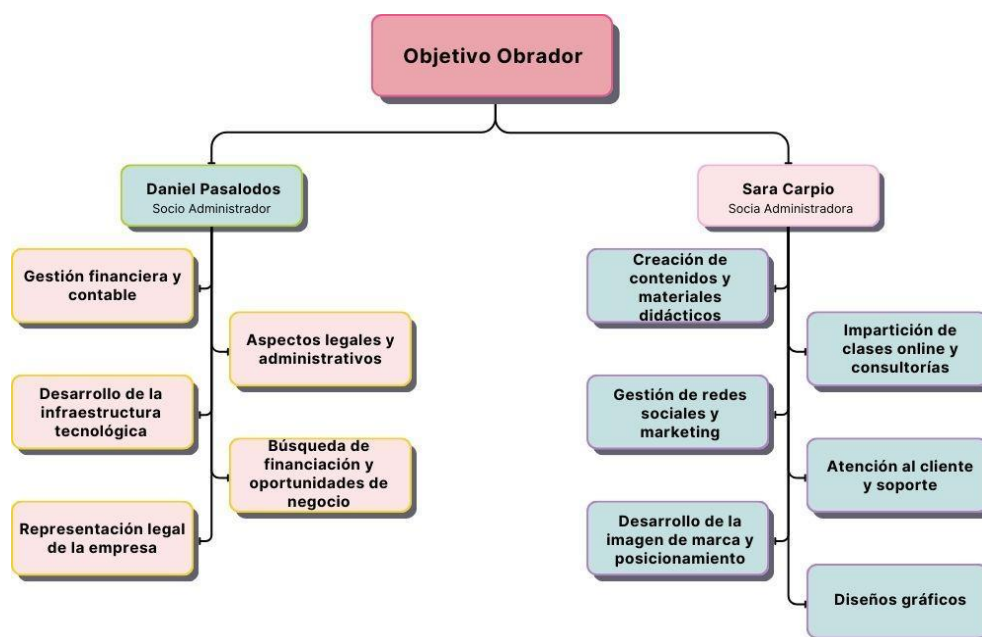 Objetivo Obrador
Daniel Pasalodos
Socio Administrador
Gestión financiera y
contable
Aspectos legales y
administrativos
Desarrollo de la
infraestructura
tecnológica
Búsqueda de
financiación y
oportunidades de
negocio
Representación legal
de la empresa
Sara Carpio
Socia Administradora
Creación de
contenidos y
materiales
didácticos
Impartición de
clases online y
consultorías
Gestión de redes
sociales y
marketing
Atención al cliente
y soporte
Desarrollo de la
imagen de marca y
posicionamiento
Diseños gráficos